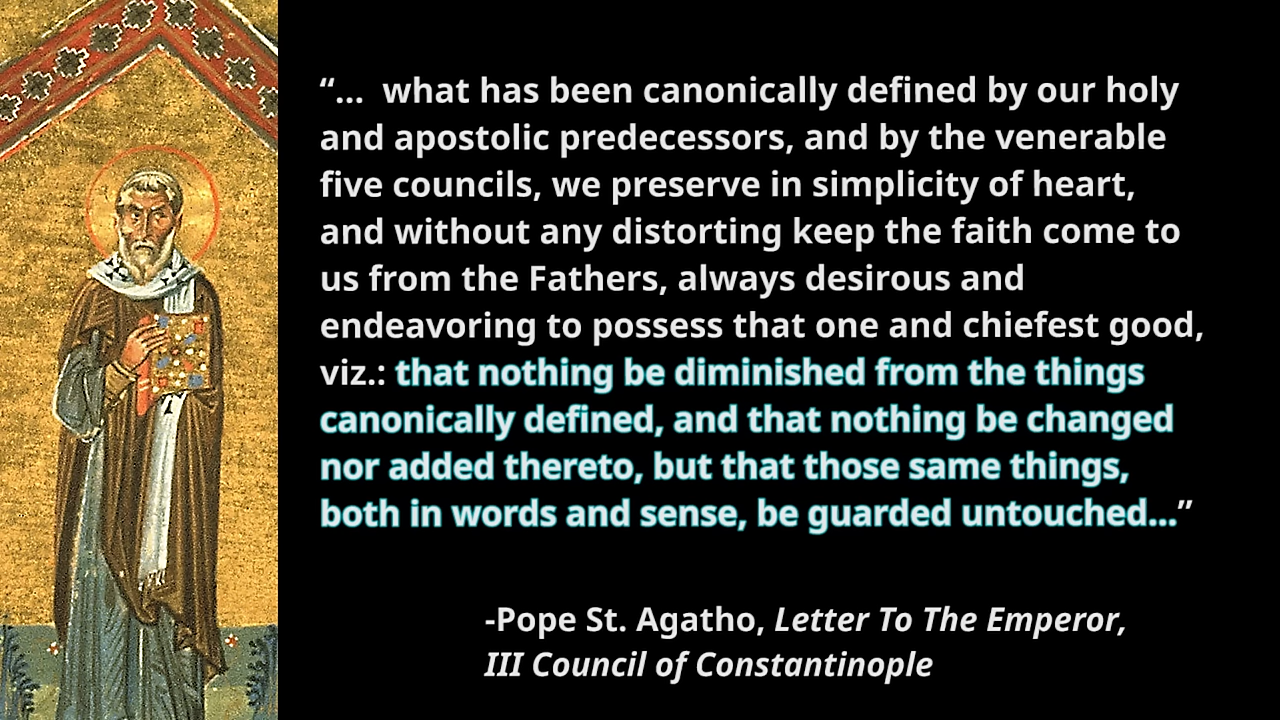 “... what has been canonically defined by our holy
and apostolic predecessors, and by the venerable
five councils, we preserve in simplicity of heart,
and without any distorting keep the faith come to
us from the Fathers, always desirous and
endeavoring to possess that one and chiefest good,
viz.: that nothing be diminished from the things
canonically defined, and that nothing be changed
nor added thereto, but that those same things,
both in words and sense, be guarded untouched...”
-Pope St. Agatho, Letter To The Emperor,
III Council of Constantinople